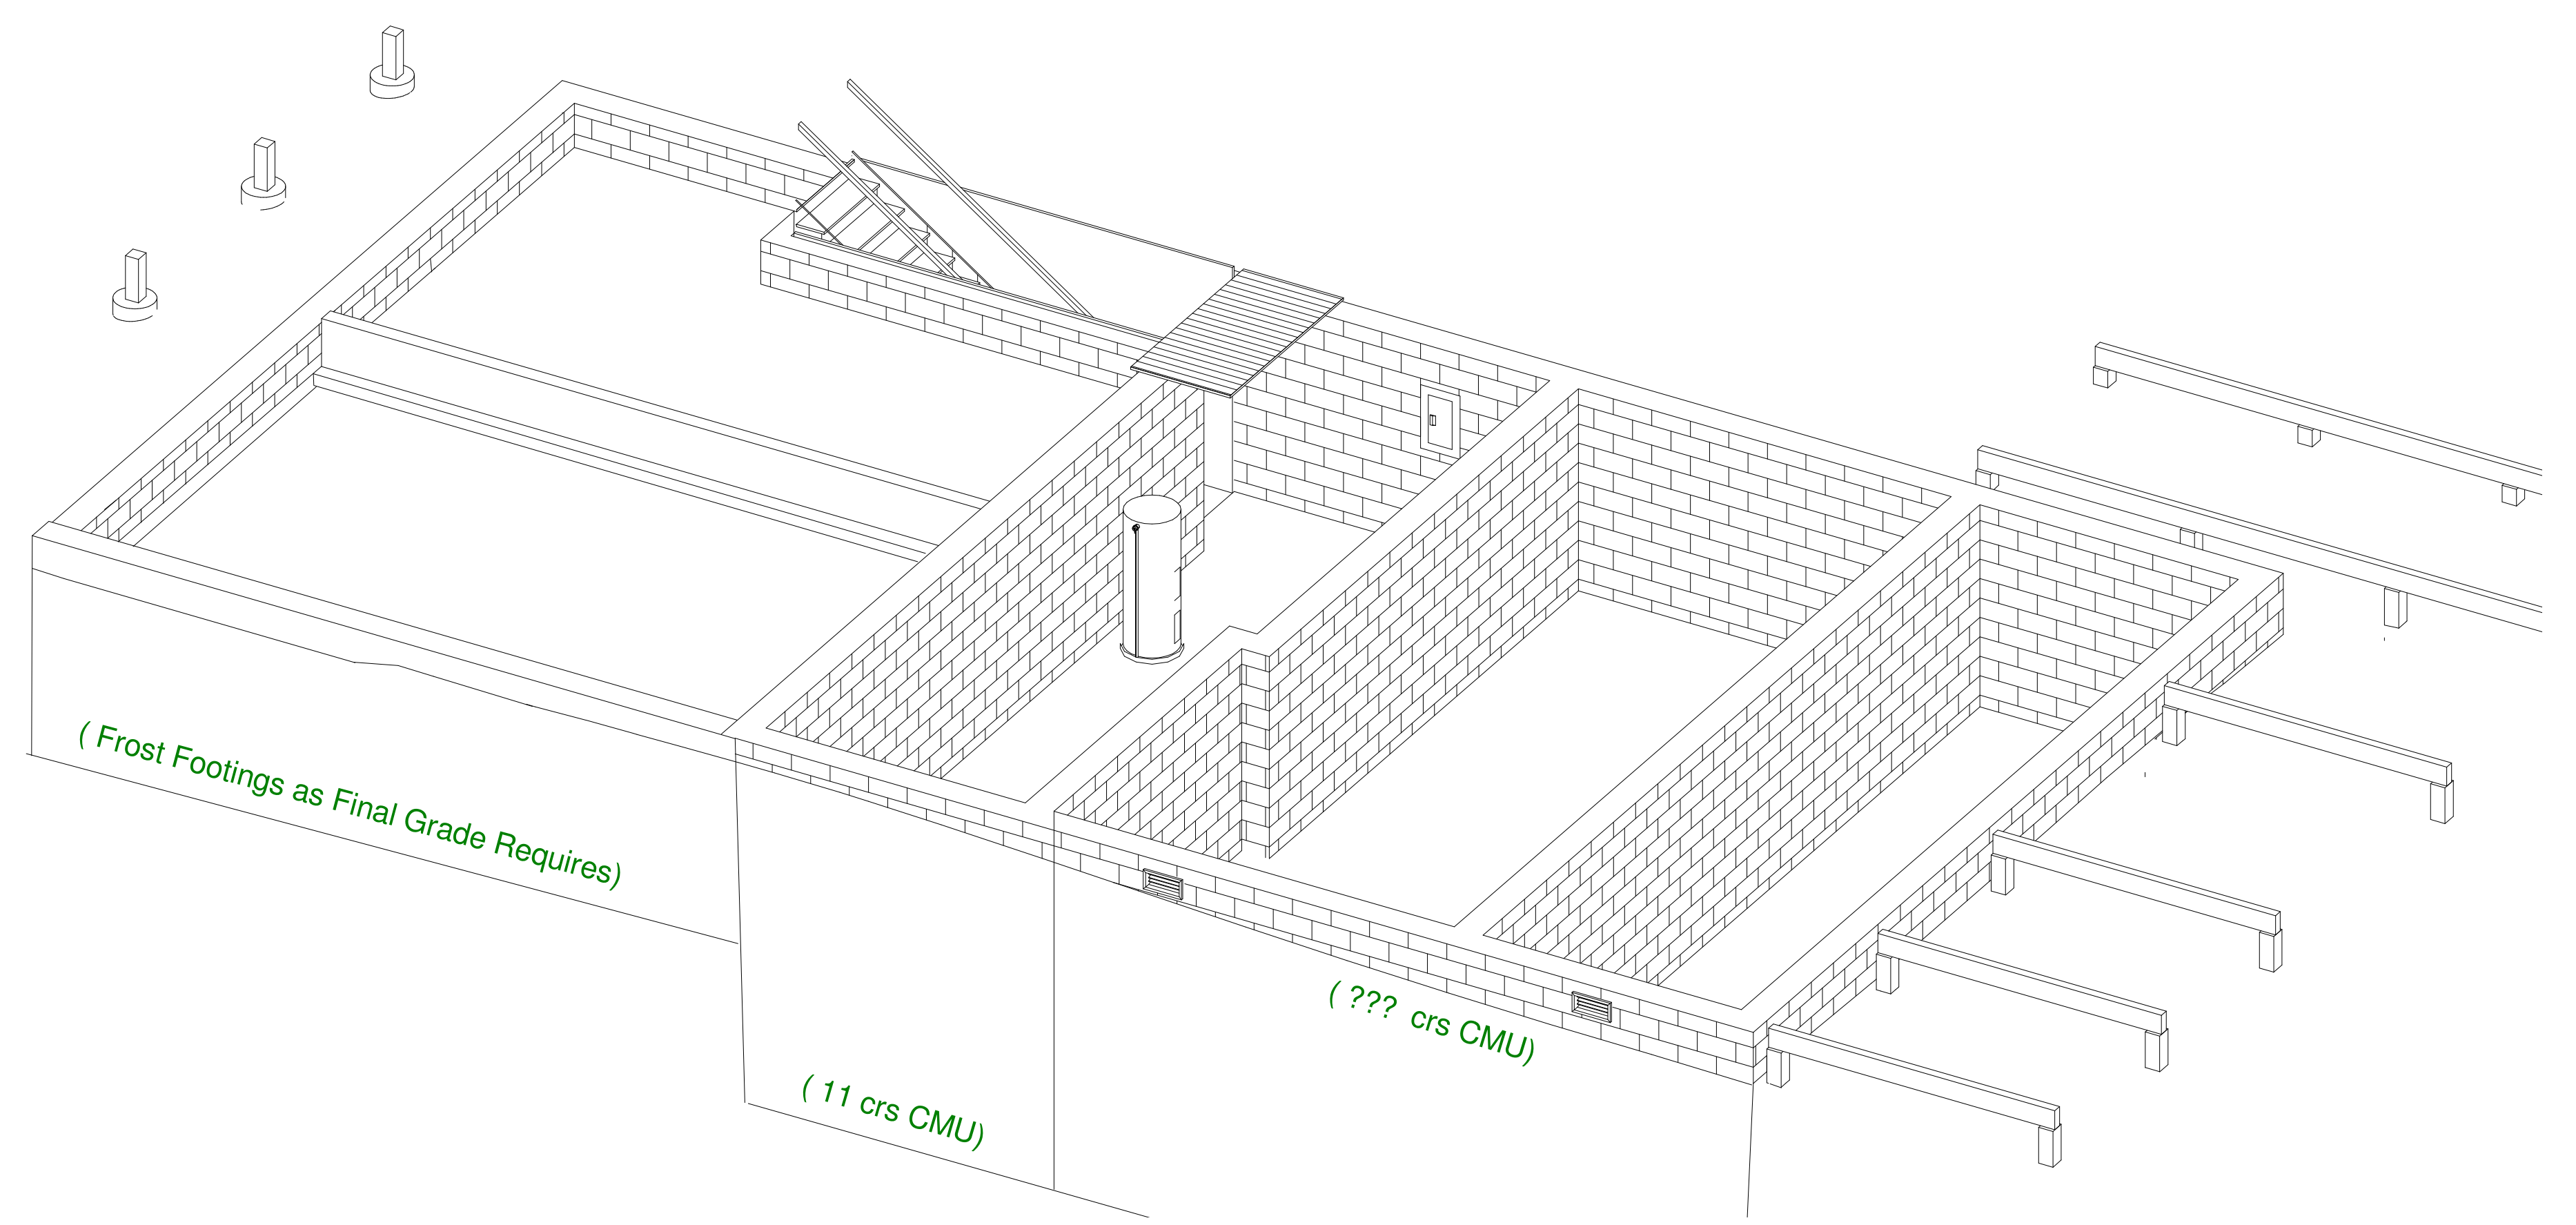 ( Frost Footings as Final Grade Requires)
( 11 crs CMU)
( ??? crs CMU)